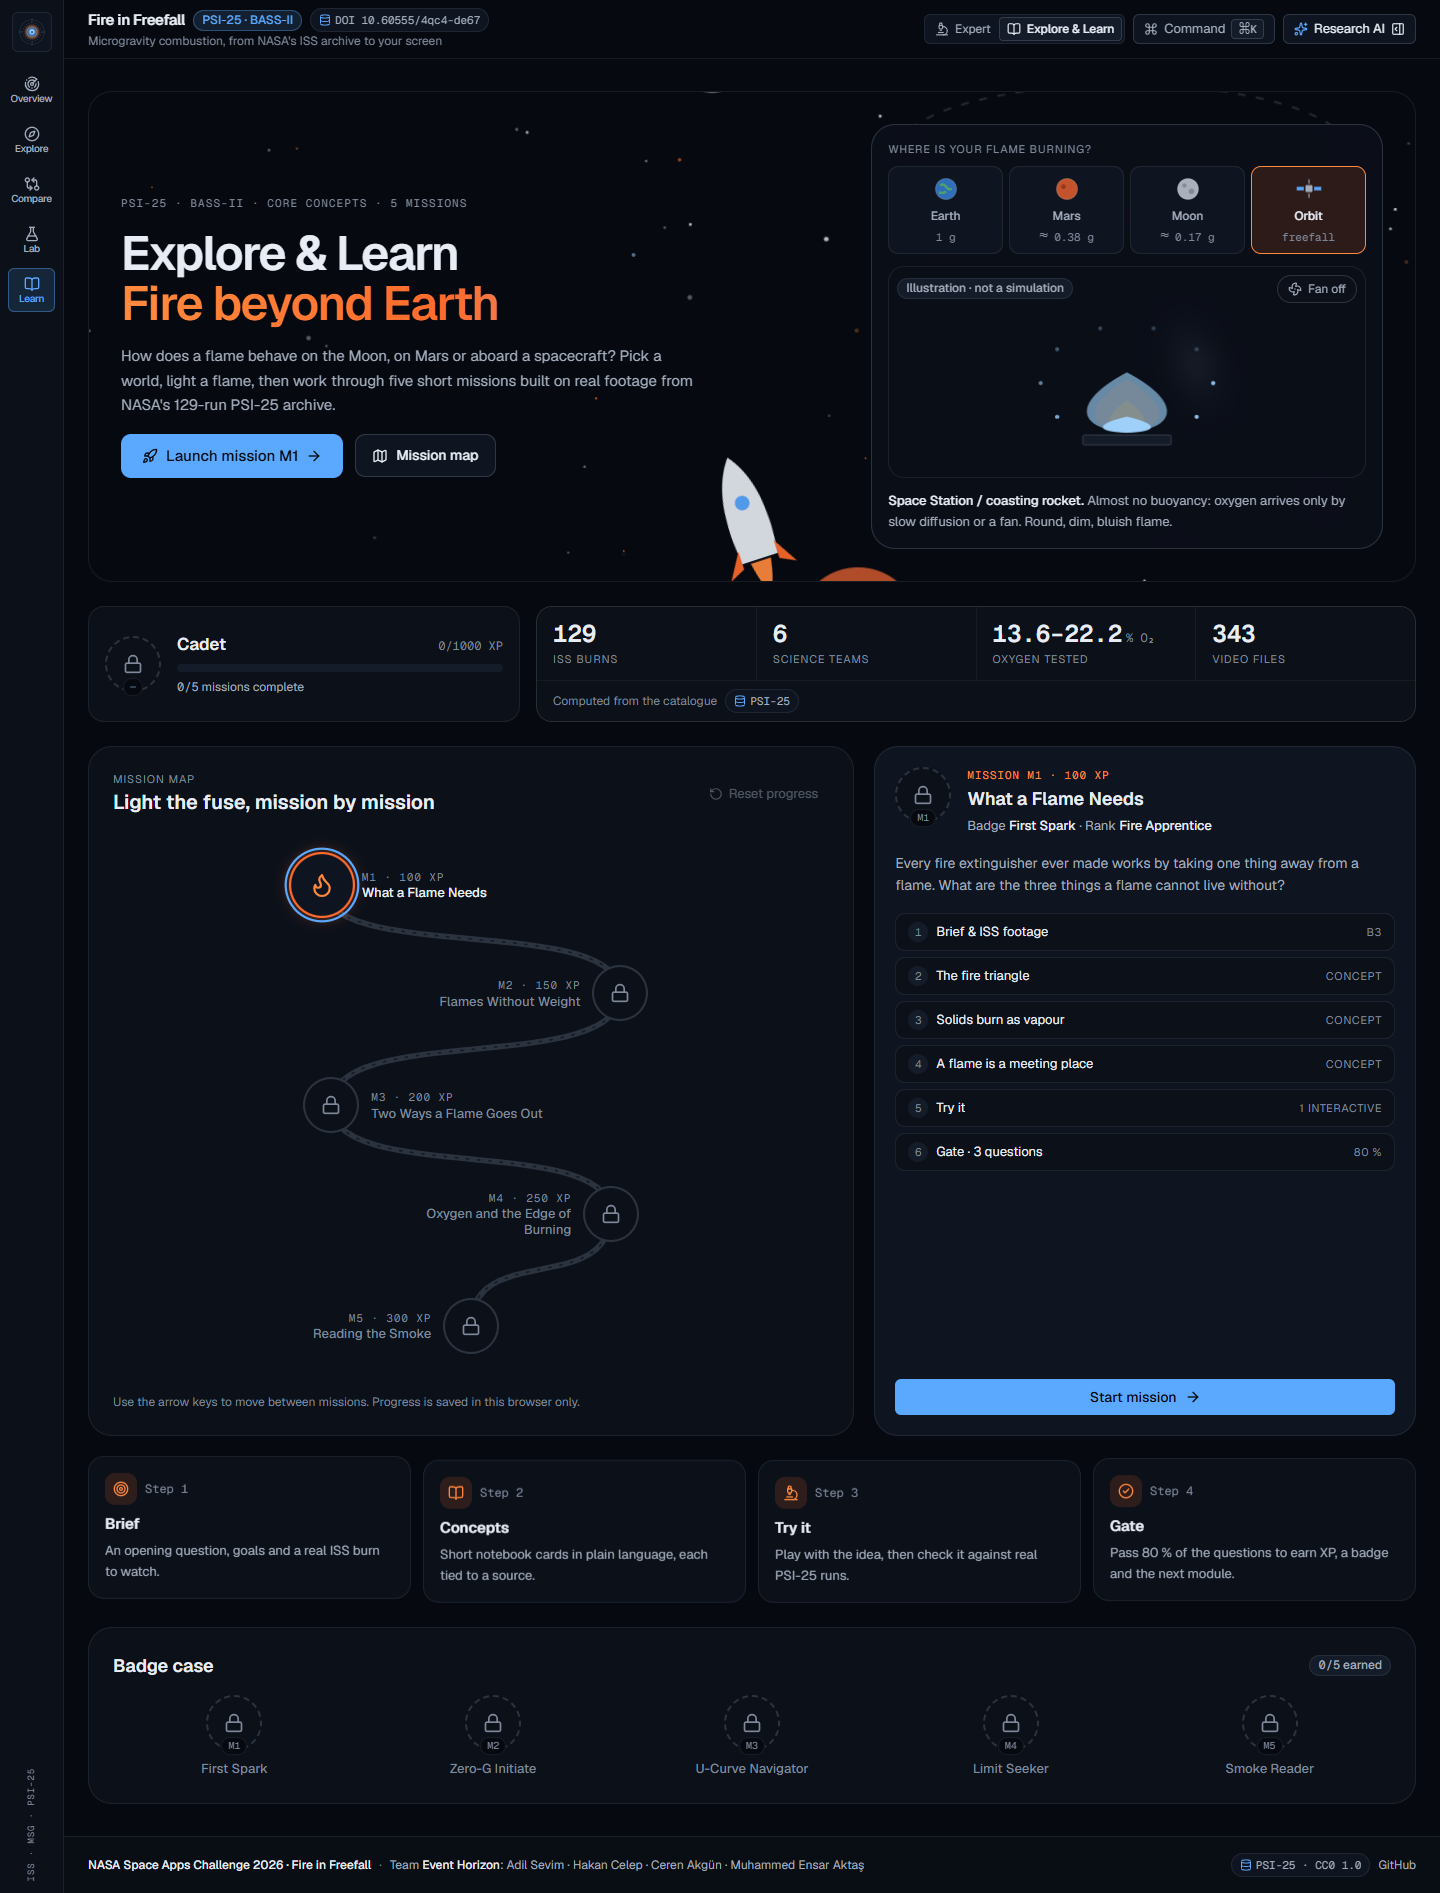 Fire in Freefall PSI-25 · BASS-II DOI 10.60555/4qc4-de67
Microgravity combustion, from NASA's ISS archive to your screen
Expert Explore & Learn Command ⌘K Research AI
Overview
Explore
Compare
Lab
Learn
PSI-25 · BASS-II · CORE CONCEPTS · 5 MISSIONS
Explore & Learn
Fire beyond Earth
How does a flame behave on the Moon, on Mars or aboard a spacecraft? Pick a
world, light a flame, then work through five short missions built on real footage from
NASA's 129-run PSI-25 archive.
Launch mission M1 →
Mission map
WHERE IS YOUR FLAME BURNING?
Earth
1 g
Mars
≈ 0.38 g
Moon
≈ 0.17 g
Orbit
freefall
Illustration · not a simulation
Fan off
Space Station / coasting rocket. Almost no buoyancy: oxygen arrives only by
slow diffusion or a fan. Round, dim, bluish flame.
Cadet
0/1000 XP
–
0/5 missions complete
129
ISS BURNS
6
SCIENCE TEAMS
13.6–22.2 % O₂
OXYGEN TESTED
343
VIDEO FILES
Computed from the catalogue PSI-25
MISSION MAP
Light the fuse, mission by mission
Reset progress
M1 · 100 XP
What a Flame Needs
M2 · 150 XP
Flames Without Weight
M3 · 200 XP
Two Ways a Flame Goes Out
M4 · 250 XP
Oxygen and the Edge of
Burning
M5 · 300 XP
Reading the Smoke
Use the arrow keys to move between missions. Progress is saved in this browser only.
M1
MISSION M1 · 100 XP
What a Flame Needs
Badge First Spark · Rank Fire Apprentice
Every fire extinguisher ever made works by taking one thing away from a
flame. What are the three things a flame cannot live without?
1 Brief & ISS footage B3
2 The fire triangle CONCEPT
3 Solids burn as vapour CONCEPT
4 A flame is a meeting place CONCEPT
5 Try it 1 INTERACTIVE
6 Gate · 3 questions 80 %
Start mission →
Step 1
Brief
An opening question, goals and a real ISS burn
to watch.
Step 2
Concepts
Short notebook cards in plain language, each
tied to a source.
Step 3
Try it
Play with the idea, then check it against real
PSI-25 runs.
Step 4
Gate
Pass 80 % of the questions to earn XP, a badge
and the next module.
Badge case
0/5 earned
M1
First Spark
M2
Zero-G Initiate
M3
U-Curve Navigator
M4
Limit Seeker
M5
Smoke Reader
ISS · MSG · PSI-25
NASA Space Apps Challenge 2026 · Fire in Freefall · Team Event Horizon: Adil Sevim · Hakan Celep · Ceren Akgün · Muhammed Ensar Aktaş
PSI-25 · CC0 1.0 GitHub